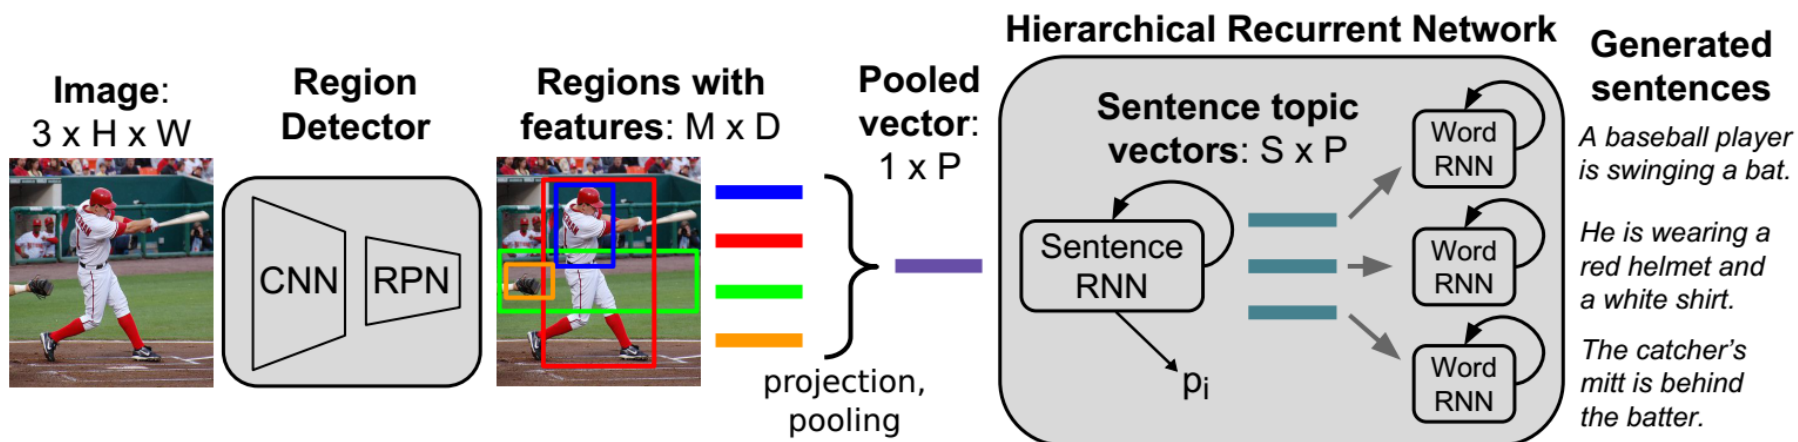 Image:
3 x H x W
Region
Detector
CNN
RPN
Regions with
features: M x D
projection,
pooling
Pooled
vector:
1 x P
Hierarchical Recurrent Network
Sentence topic
vectors: S x P
Sentence
RNN
pi
Word
RNN
Word
RNN
Word
RNN
Generated
sentences
A baseball player
is swinging a bat.
He is wearing a
red helmet and
a white shirt.
The catcher's
mitt is behind
the batter.